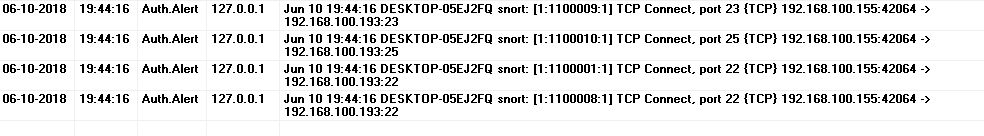 06-10-2018 19:44:16 Auth.Alert 127.0.0.1 Jun 10 19:44:16 DESKTOP-05EJ2FQ snort: [1:1100009:1] TCP Connect, port 23 {TCP} 192.168.100.155:42064 ->
192.168.100.193:23
06-10-2018 19:44:16 Auth.Alert 127.0.0.1 Jun 10 19:44:16 DESKTOP-05EJ2FQ snort: [1:1100010:1] TCP Connect, port 25 {TCP} 192.168.100.155:42064 ->
192.168.100.193:25
06-10-2018 19:44:16 Auth.Alert 127.0.0.1 Jun 10 19:44:16 DESKTOP-05EJ2FQ snort: [1:1100001:1] TCP Connect, port 22 {TCP} 192.168.100.155:42064 ->
192.168.100.193:22
06-10-2018 19:44:16 Auth.Alert 127.0.0.1 Jun 10 19:44:16 DESKTOP-05EJ2FQ snort: [1:1100008:1] TCP Connect, port 22 {TCP} 192.168.100.155:42064 ->
192.168.100.193:22